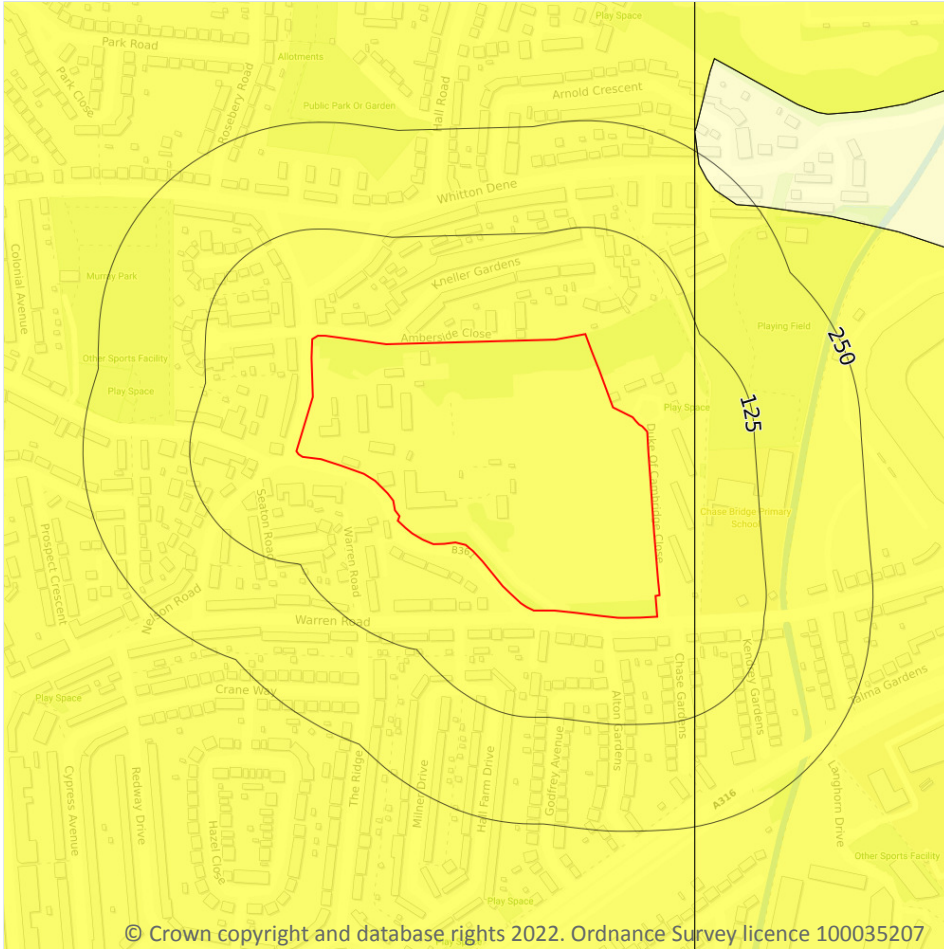 Play Space
Park Road
Allotments
Park Close
Rosebery Road
Hall Road
Arnold Crescent
Public Park Or Garden
Whitton Dene
Colonial Avenue
Murray Park
Kneller Gardens
Amberside Close
Playing Field
250
Other Sports Facility
Play Space
125
Play Space
Duke Of Cambridge Close
Seaton Road
Chase Bridge Primary
School
Prospect Crescent
Warren Road
B361
Nelson Road
Warren Road
Kendrey Gardens
Chase Gardens
Talma Gardens
Crane Way
Play Space
Alton Gardens
The Ridge
Milner Drive
Hall Farm Drive
Godfrey Avenue
Cypress Avenue
Redway Drive
Hazel Close
A316
Langhorn Drive
Other Sports Facility
Play Space
© Crown copyright and database rights 2022. Ordnance Survey licence 100035207